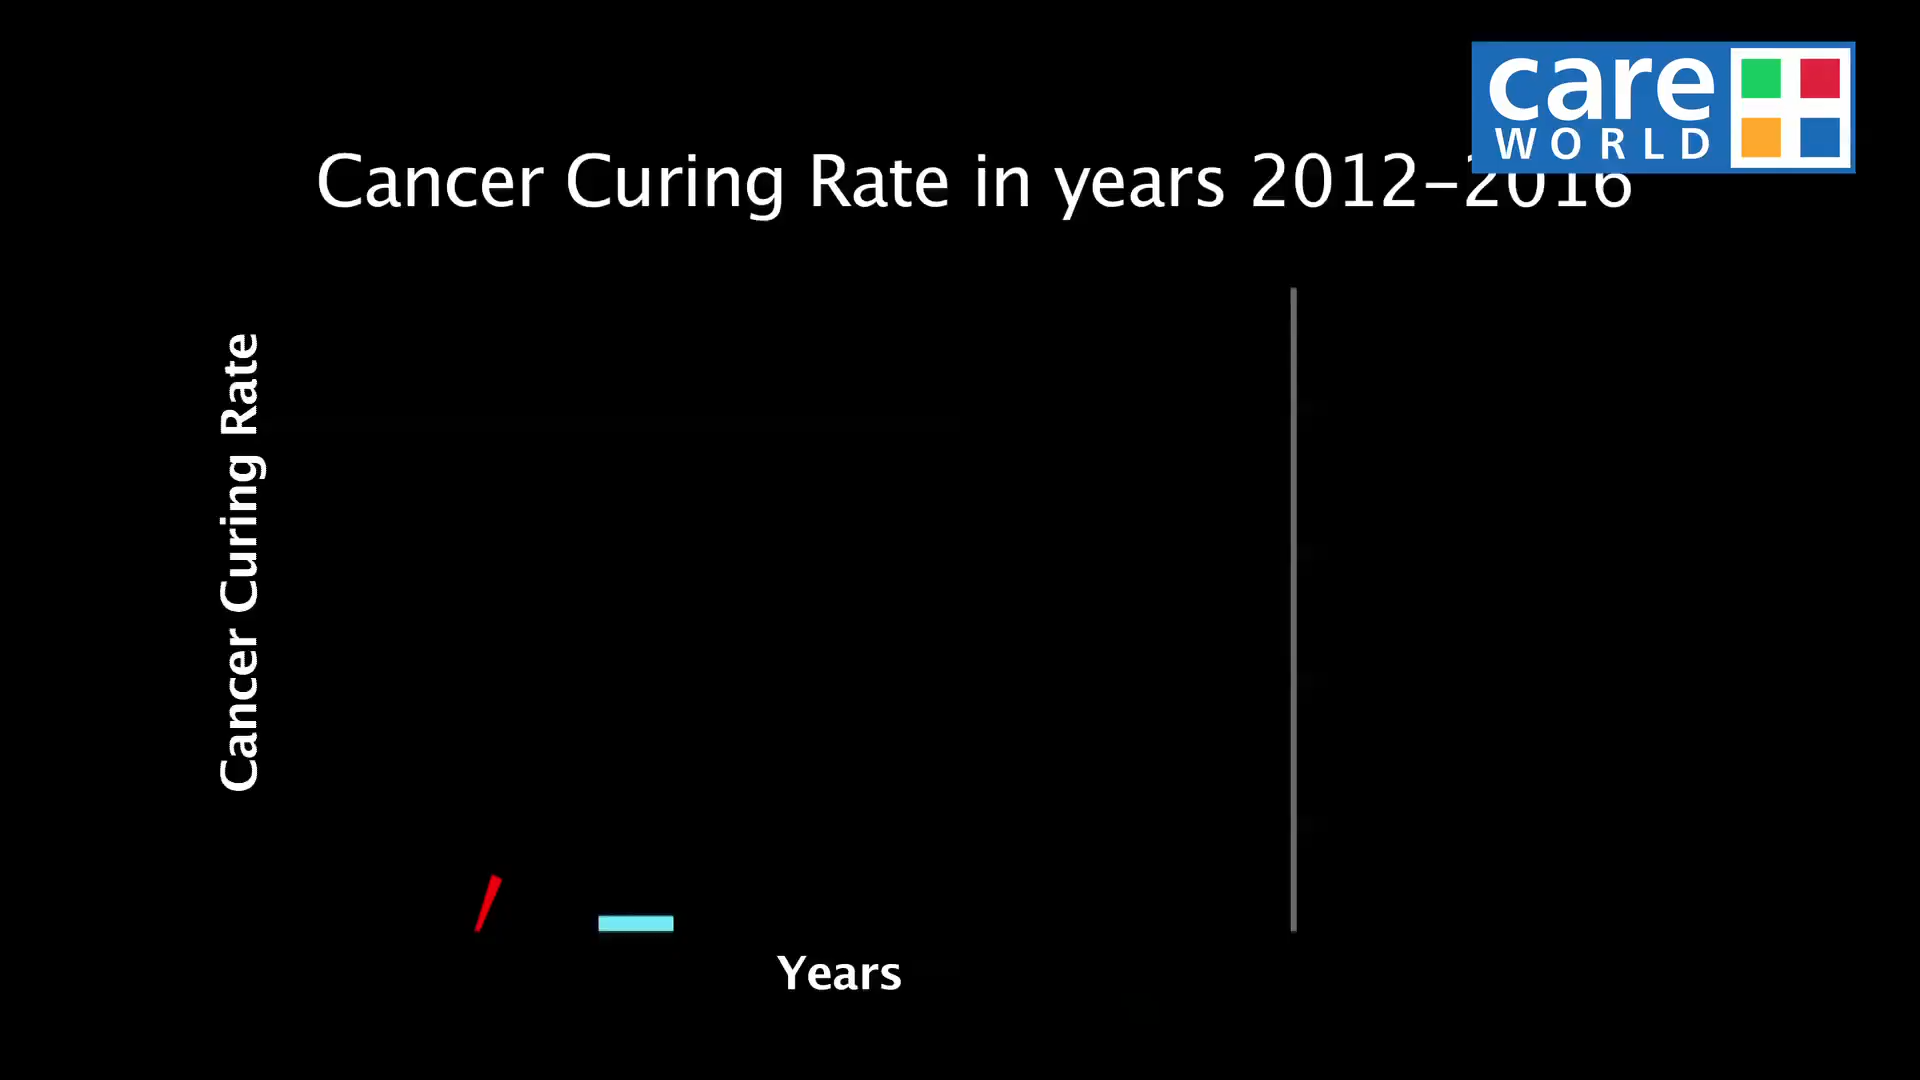 care
WORLD
Cancer Curing Rate in years 2012-2016
Cancer Curing Rate
Years